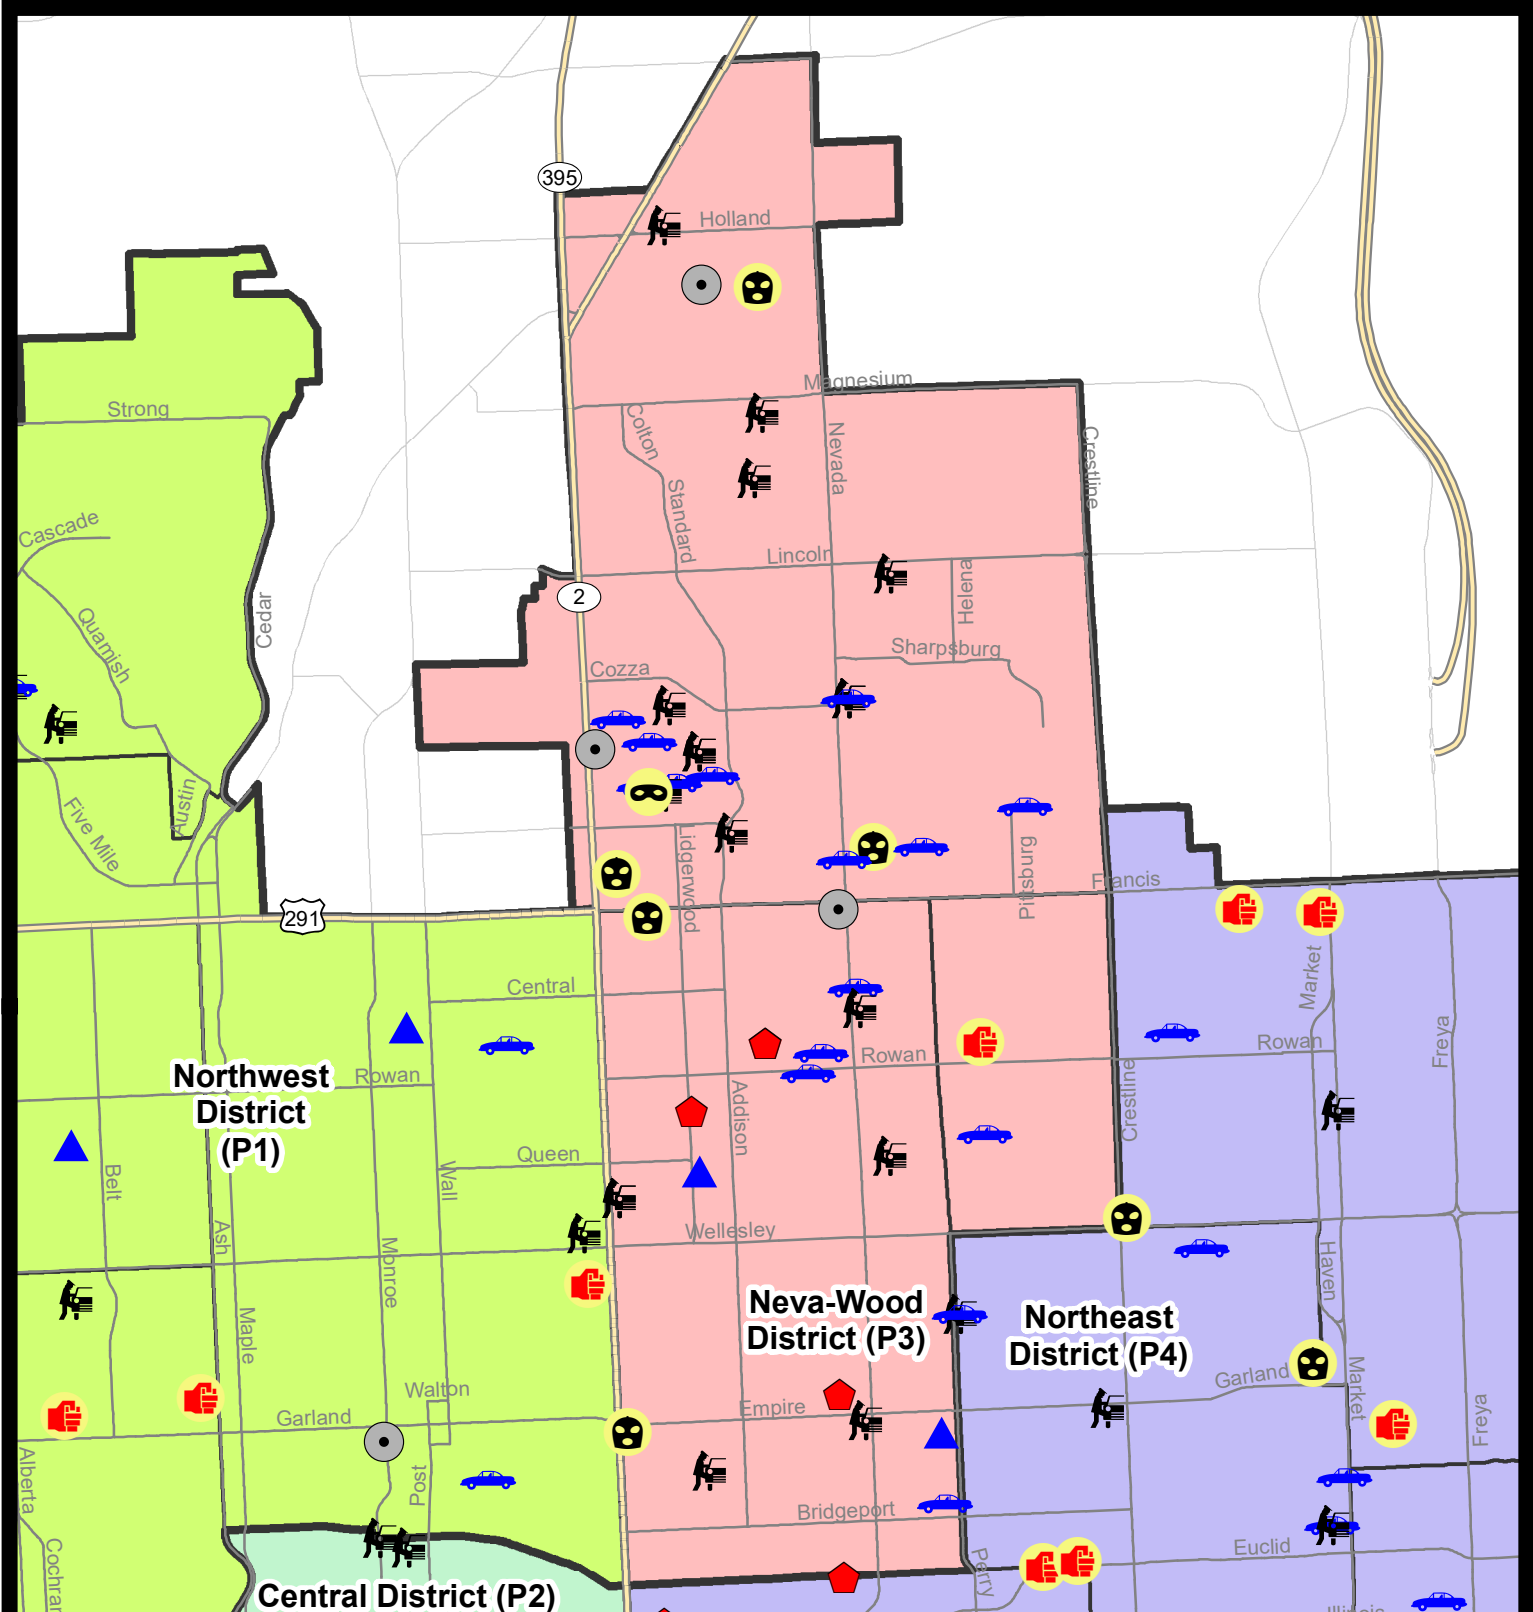 395
Holland
Magnesium
Strong
Colton
Nevada
Crestline
Standard
Cascade
Lincoln
Helena
2
Cedar
Quamish
Sharpsburg
Cozza
Austin
Five Mile
Lidgerwood
Pittsburg
Francis
291
Central
Market
Freya
Rowan
Rowan
Rowan
Northwest
District
(P1)
Addison
Crestline
Queen
Belt
Wall
Ash
Wellesley
Monroe
Haven
Neva-Wood
District (P3)
Northeast
District (P4)
Maple
Walton
Garland
Market
Garland
Empire
Freya
Alberta
Post
Bridgeport
Euclid
Perry
Cochran
Central District (P2)